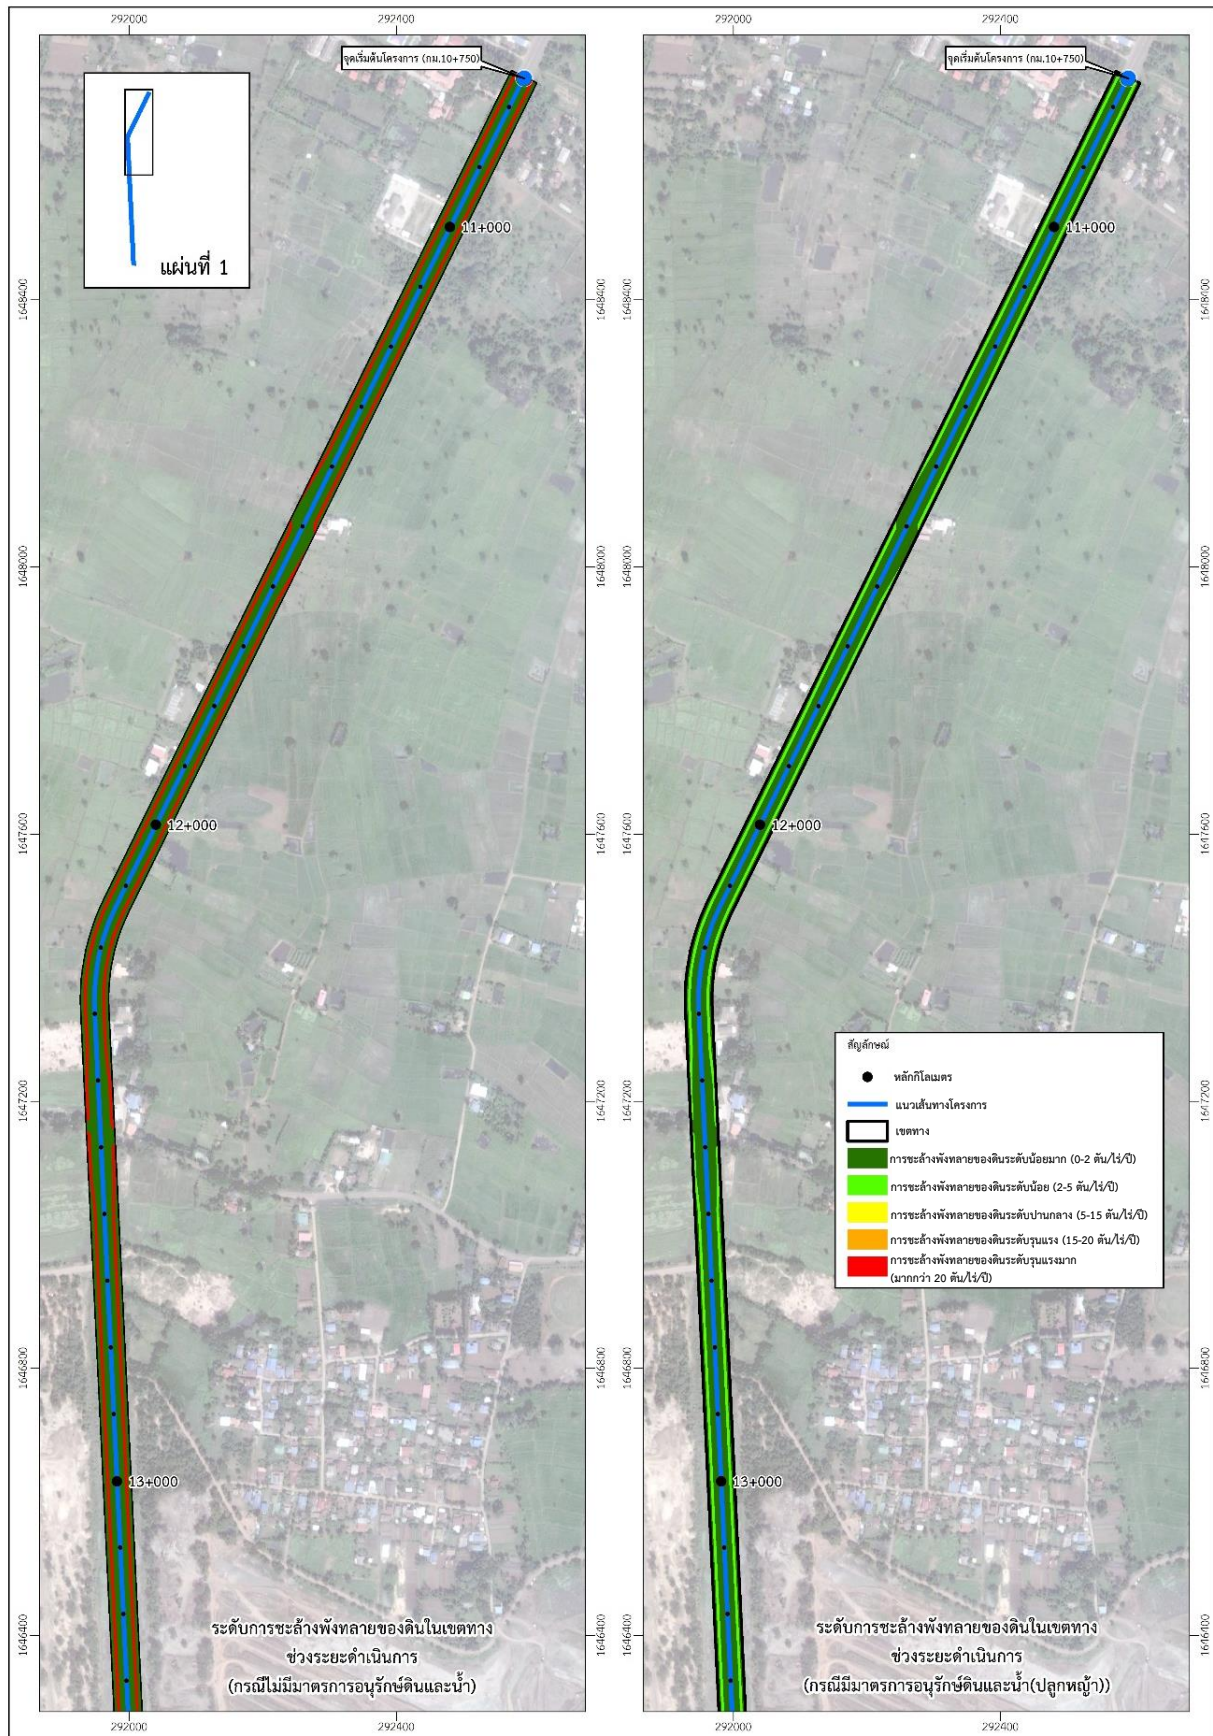 292000
292400
292000
292400
จุดเริ่มต้นโครงการ (กม.10+750)
จุดเริ่มต้นโครงการ (กม.10+750)
แผ่นที่ 1
11+000
11+000
1648400
1648400
1648400
1648400
1648000
1648000
1648000
1648000
12+000
12+000
1647600
1647600
1647600
1647600
สัญลักษณ์
หลักกิโลเมตร
แนวเส้นทางโครงการ
เขตทาง
การชะล้างพังทลายของดินระดับน้อยมาก (0-2 ตัน/ไร่/ปี)
การชะล้างพังทลายของดินระดับน้อย (2-5 ตัน/ไร่/ปี)
การชะล้างพังทลายของดินระดับปานกลาง (5-15 ตัน/ไร่/ปี)
การชะล้างพังทลายของดินระดับรุนแรง (15-20 ตัน/ไร่/ปี)
การชะล้างพังทลายของดินระดับรุนแรงมาก
(มากกว่า 20 ตัน/ไร่/ปี)
1647200
1647200
1647200
1647200
1646800
1646800
1646800
1646800
13+000
13+000
1646400
1646400
1646400
1646400
ระดับการชะล้างพังทลายของดินในเขตทาง
ช่วงระยะดำเนินการ
(กรณีไม่มีมาตรการอนุรักษ์ดินและน้ำ)
ระดับการชะล้างพังทลายของดินในเขตทาง
ช่วงระยะดำเนินการ
(กรณีมีมาตรการอนุรักษ์ดินและน้ำ(ปลูกหญ้า))
292000
292400
292000
292400